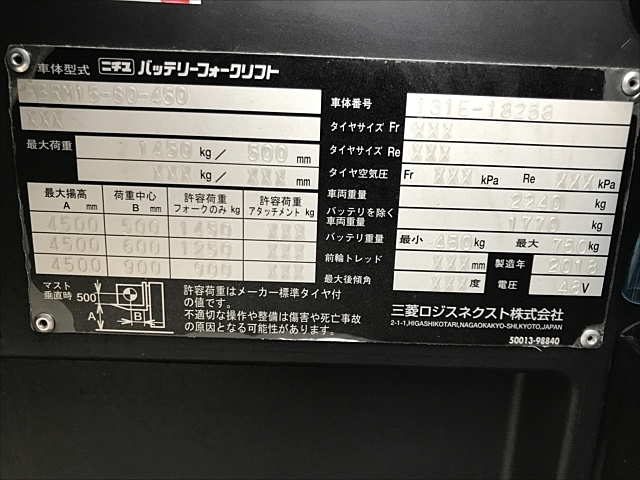 車体型式 ニチユ バッテリーフォークリフト
XXX
最大荷重 1450 kg / 500 mm
XXX kg / XXX mm
最大揚高 A mm 荷重中心 B mm 許容荷重 フォークのみ kg 許容荷重 アタッチメント kg
4500 500 1450 XXX
4500 600 1250 XXX
4500 900 900 XXX
マスト垂直時 500 A B
許容荷重はメーカー標準タイヤ付
の値です。
不適切な操作や整備は傷害や死亡事故
の原因となる可能性があります。
車体番号 131E-18258
タイヤサイズ Fr XXX
タイヤサイズ Re XXX
タイヤ空気圧 Fr XXX kPa Re XXX kPa
車両重量 2240 kg
バッテリを除く車両重量 1770 kg
バッテリ重量 最小 450 kg 最大 750 kg
前輪トレッド XXX mm 製造年 2018
最大後傾角 XXX 度 電圧 48 V
三菱ロジスネクスト株式会社
2-1-1,HIGASHIKOTARI,NAGAOKAKYO-SHI,KYOTO,JAPAN
50013-98840